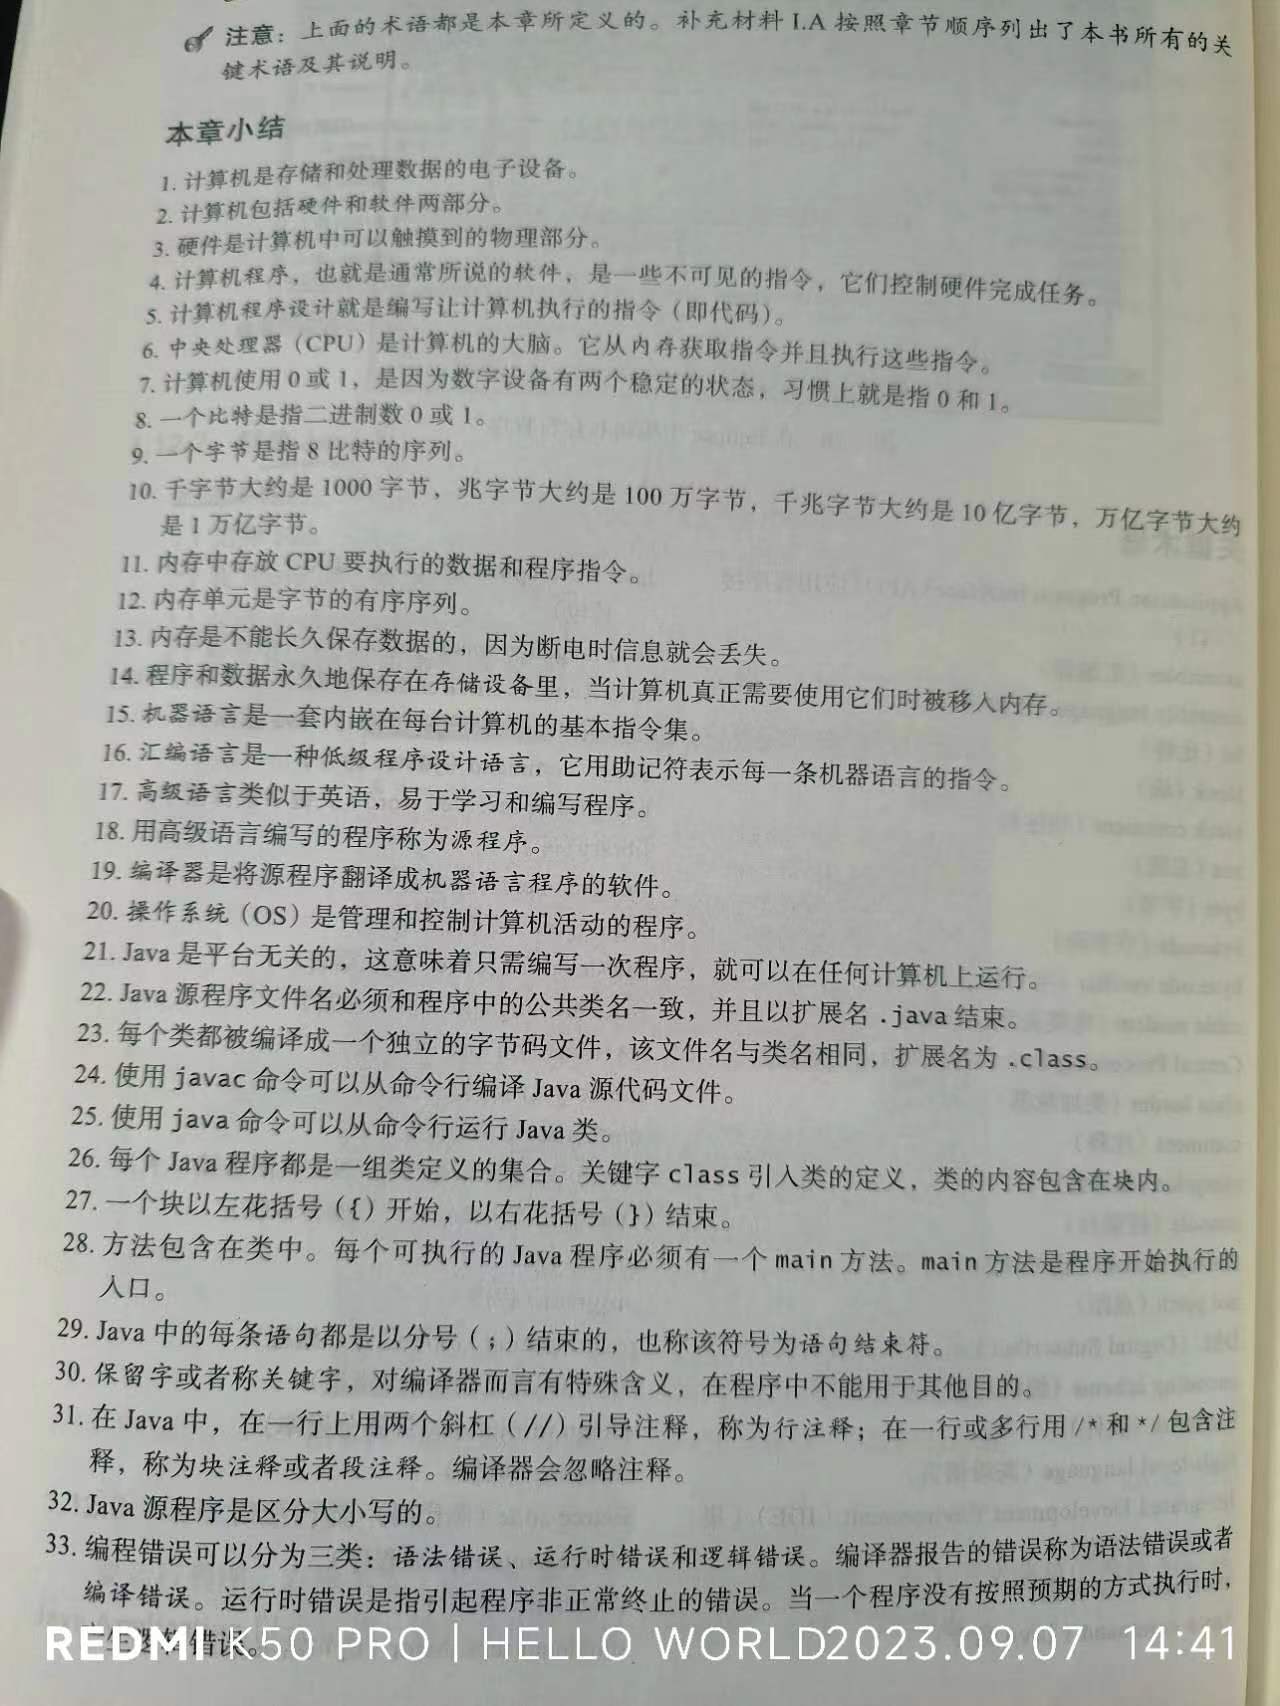 注意：上面的术语都是本章所定义的。补充材料 I.A 按照章节顺序列出了本书所有的关
键术语及其说明。
本章小结
1. 计算机是存储和处理数据的电子设备。
2. 计算机包括硬件和软件两部分。
3. 硬件是计算机中可以触摸到的物理部分。
4. 计算机程序，也就是通常所说的软件，是一些不可见的指令，它们控制硬件完成任务。
5. 计算机程序设计就是编写让计算机执行的指令（即代码）。
6. 中央处理器（CPU）是计算机的大脑。它从内存获取指令并且执行这些指令。
7. 计算机使用 0 或 1，是因为数字设备有两个稳定的状态，习惯上就是指 0 和 1。
8. 一个比特是指二进制数 0 或 1。
9. 一个字节是指 8 比特的序列。
10. 千字节大约是 1000 字节，兆字节大约是 100 万字节，千兆字节大约是 10 亿字节，万亿字节大约
是 1 万亿字节。
11. 内存中存放 CPU 要执行的数据和程序指令。
12. 内存单元是字节的有序序列。
13. 内存是不能长久保存数据的，因为断电时信息就会丢失。
14. 程序和数据永久地保存在存储设备里，当计算机真正需要使用它们时被移入内存。
15. 机器语言是一套内嵌在每台计算机的基本指令集。
16. 汇编语言是一种低级程序设计语言，它用助记符表示每一条机器语言的指令。
17. 高级语言类似于英语，易于学习和编写程序。
18. 用高级语言编写的程序称为源程序。
19. 编译器是将源程序翻译成机器语言程序的软件。
20. 操作系统（OS）是管理和控制计算机活动的程序。
21. Java 是平台无关的，这意味着只需编写一次程序，就可以在任何计算机上运行。
22. Java 源程序文件名必须和程序中的公共类名一致，并且以扩展名 .java 结束。
23. 每个类都被编译成一个独立的字节码文件，该文件名与类名相同，扩展名为 .class。
24. 使用 javac 命令可以从命令行编译 Java 源代码文件。
25. 使用 java 命令可以从命令行运行 Java 类。
26. 每个 Java 程序都是一组类定义的集合。关键字 class 引入类的定义，类的内容包含在块内。
27. 一个块以左花括号（{）开始，以右花括号（}）结束。
28. 方法包含在类中。每个可执行的 Java 程序必须有一个 main 方法。main 方法是程序开始执行的
入口。
29. Java 中的每条语句都是以分号（;）结束的，也称该符号为语句结束符。
30. 保留字或者称关键字，对编译器而言有特殊含义，在程序中不能用于其他目的。
31. 在 Java 中，在一行上用两个斜杠（//）引导注释，称为行注释；在一行或多行用 /* 和 */ 包含注
释，称为块注释或者段注释。编译器会忽略注释。
32. Java 源程序是区分大小写的。
33. 编程错误可以分为三类：语法错误、运行时错误和逻辑错误。编译器报告的错误称为语法错误或者
编译错误。运行时错误是指引起程序非正常终止的错误。当一个程序没有按照预期的方式执行时，
错误。
REDMI K50 PRO | HELLO WORLD 2023.09.07 14:41